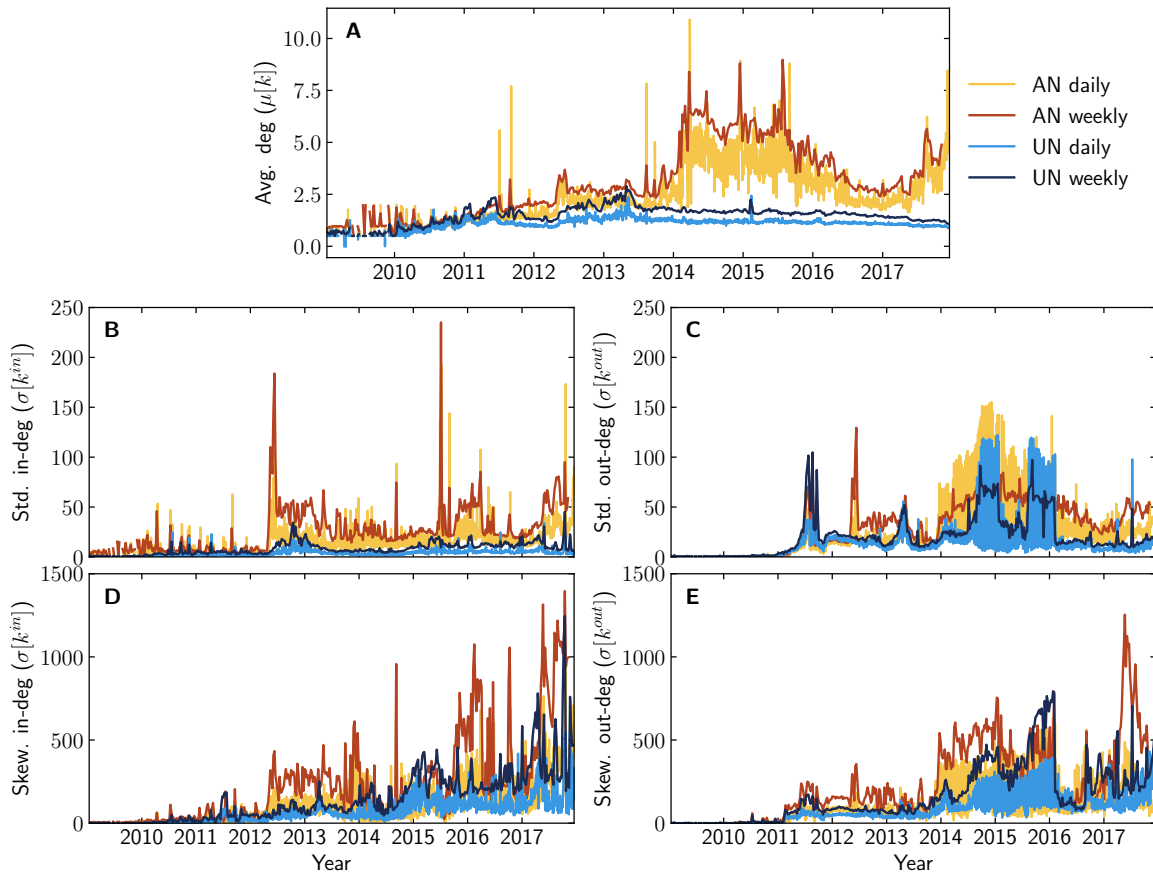 A
Avg. deg (μ[k])
10.0
7.5
5.0
2.5
0.0
2010 2011 2012 2013 2014 2015 2016 2017
AN daily
AN weekly
UN daily
UN weekly
B
Std. in-deg (σ[k^{in}])
250
200
150
100
50
0
C
Std. out-deg (σ[k^{out}])
250
200
150
100
50
0
D
Skew. in-deg (σ[k^{in}])
1500
1000
500
0
2010 2011 2012 2013 2014 2015 2016 2017
Year
E
Skew. out-deg (σ[k^{out}])
1500
1000
500
0
2010 2011 2012 2013 2014 2015 2016 2017
Year